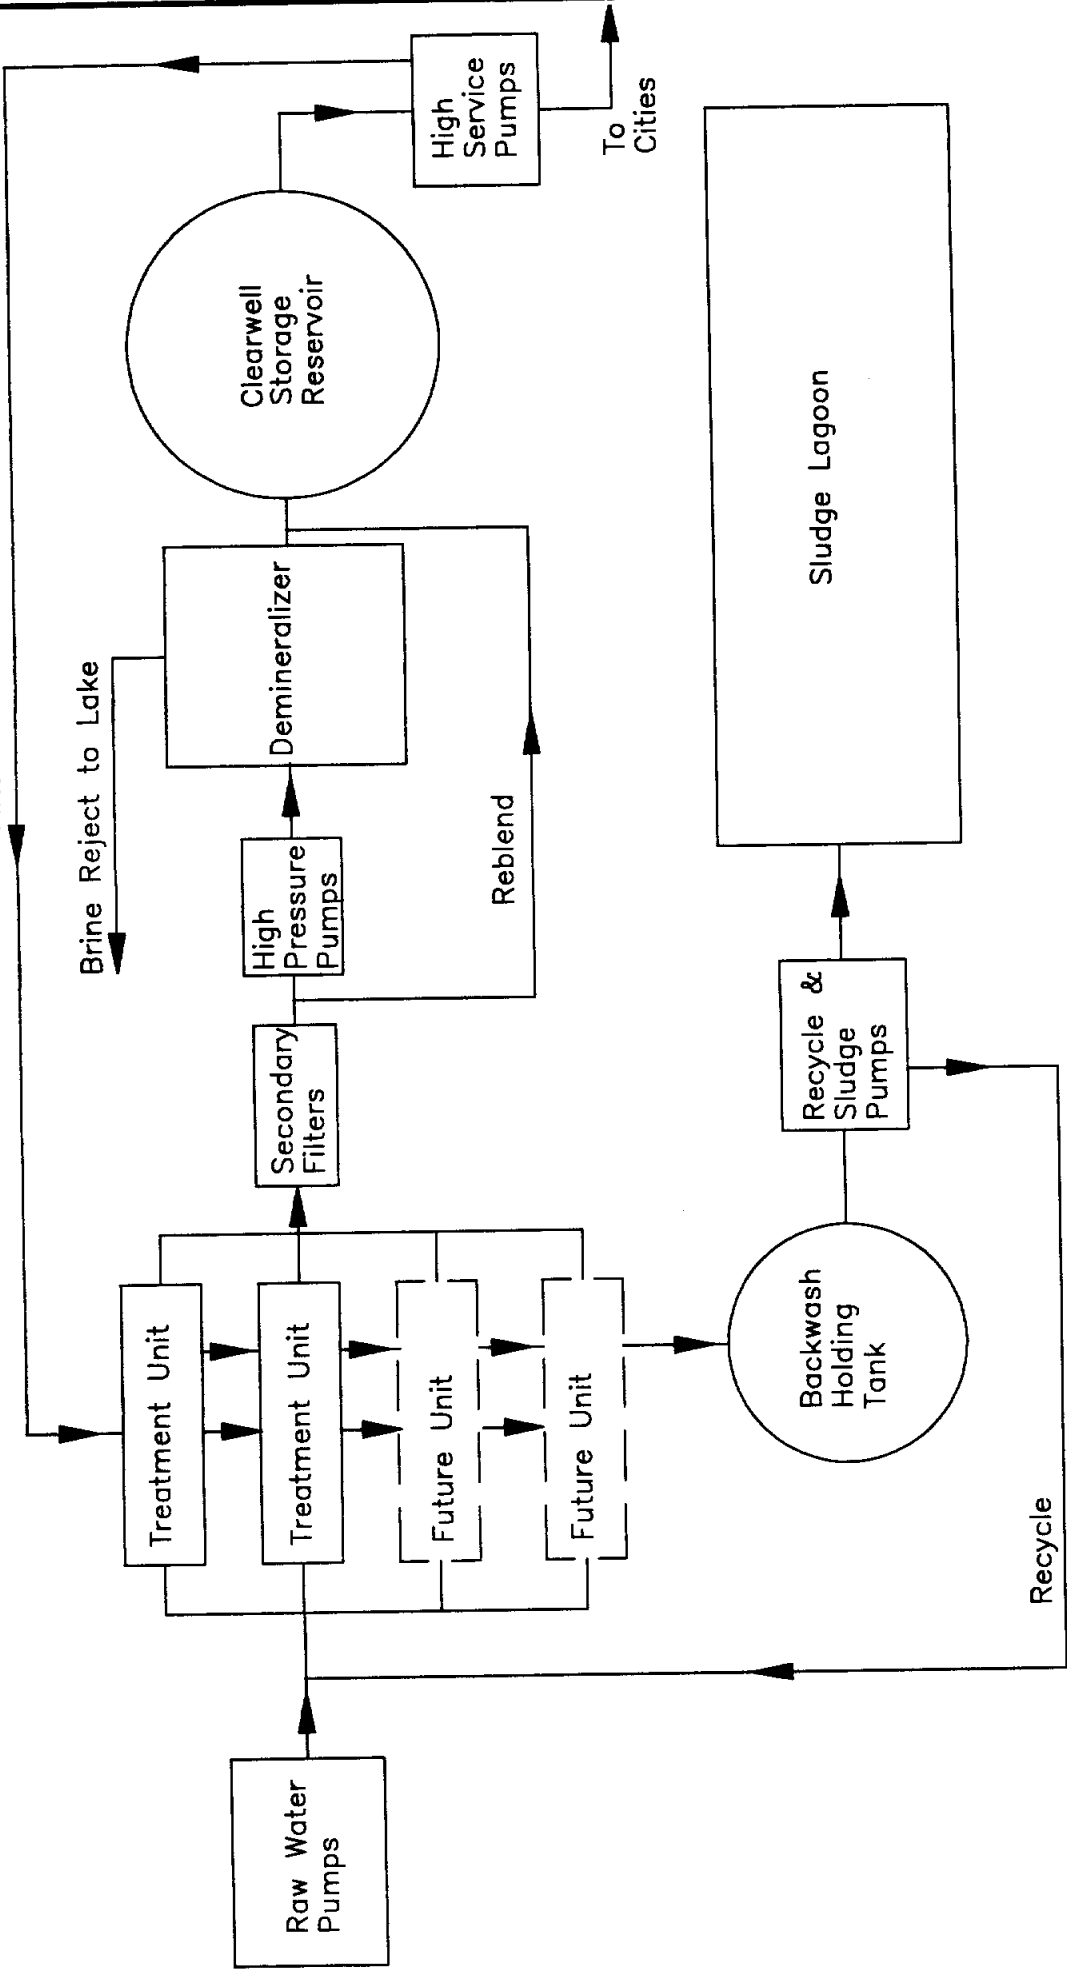 Raw Water
Pumps
Treatment Unit
Treatment Unit
Future Unit
Future Unit
Secondary
Filters
High
Pressure
Pumps
Brine Reject to Lake
Demineralizer
Reblend
Clearwell
Storage
Reservoir
High
Service
Pumps
To
Cities
Backwash
Holding
Tank
Recycle &
Sludge
Pumps
Sludge Lagoon
Recycle